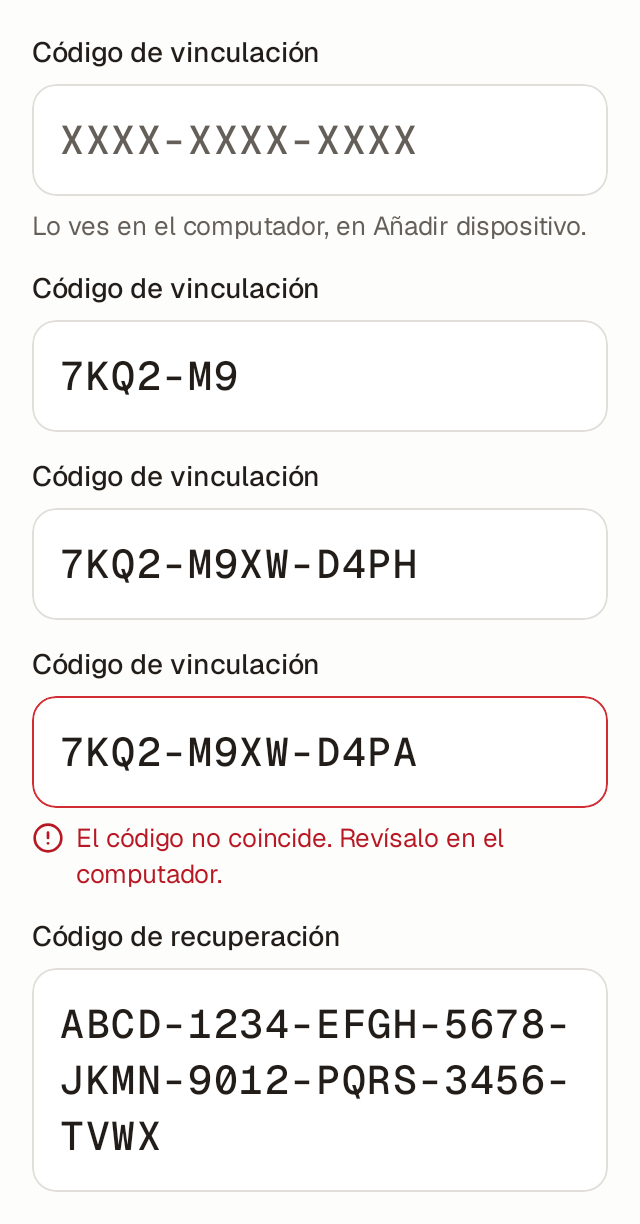 Código de vinculación
XXXX-XXXX-XXXX
Lo ves en el computador, en Añadir dispositivo.
Código de vinculación
7KQ2-M9
Código de vinculación
7KQ2-M9XW-D4PH
Código de vinculación
7KQ2-M9XW-D4PA
El código no coincide. Revísalo en el
computador.
Código de recuperación
ABCD-1234-EFGH-5678-
JKMN-9012-PQRS-3456-
TVWX